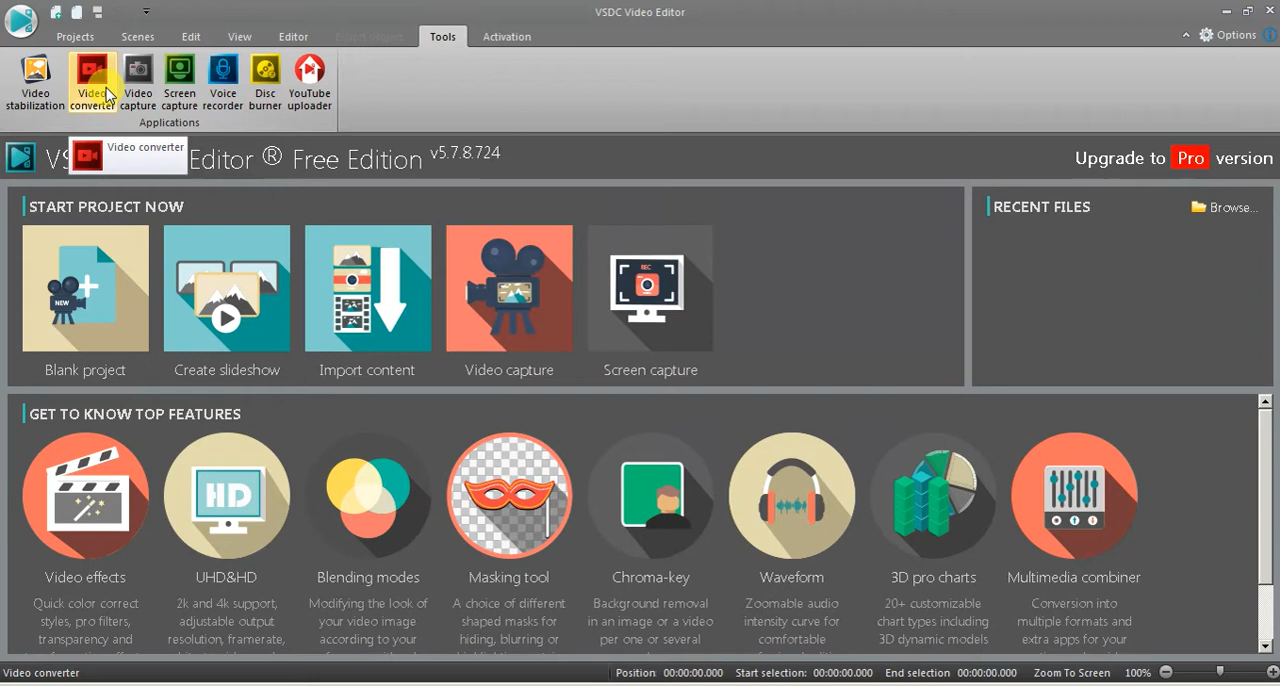 VSDC Video Editor
Projects Scenes Edit View Editor Tools Activation Options
Video stabilization
Video converter
Video capture
Screen capture
Voice recorder
Disc burner
YouTube uploader
Applications
Video converter
VS Editor ® Free Edition v5.7.8.724
Upgrade to Pro version
START PROJECT NOW
Blank project
Create slideshow
Import content
Video capture
REC
Screen capture
NEW
RECENT FILES
Browse...
GET TO KNOW TOP FEATURES
HD
Video effects
Quick color correct
styles, pro filters,
transparency and
UHD&HD
2k and 4k support,
adjustable output
resolution, framerate,
Blending modes
Modifying the look of
your video image
according to your
Masking tool
A choice of different
shaped masks for
hiding, blurring or
Chroma-key
Background removal
in an image or a video
per one or several
Waveform
Zoomable audio
intensity curve for
comfortable
3D pro charts
20+ customizable
chart types including
3D dynamic models
Multimedia combiner
Conversion into
multiple formats and
extra apps for your
Video converter
Position: 00:00:00.000 Start selection: 00:00:00.000 End selection 00:00:00.000 Zoom To Screen 100%